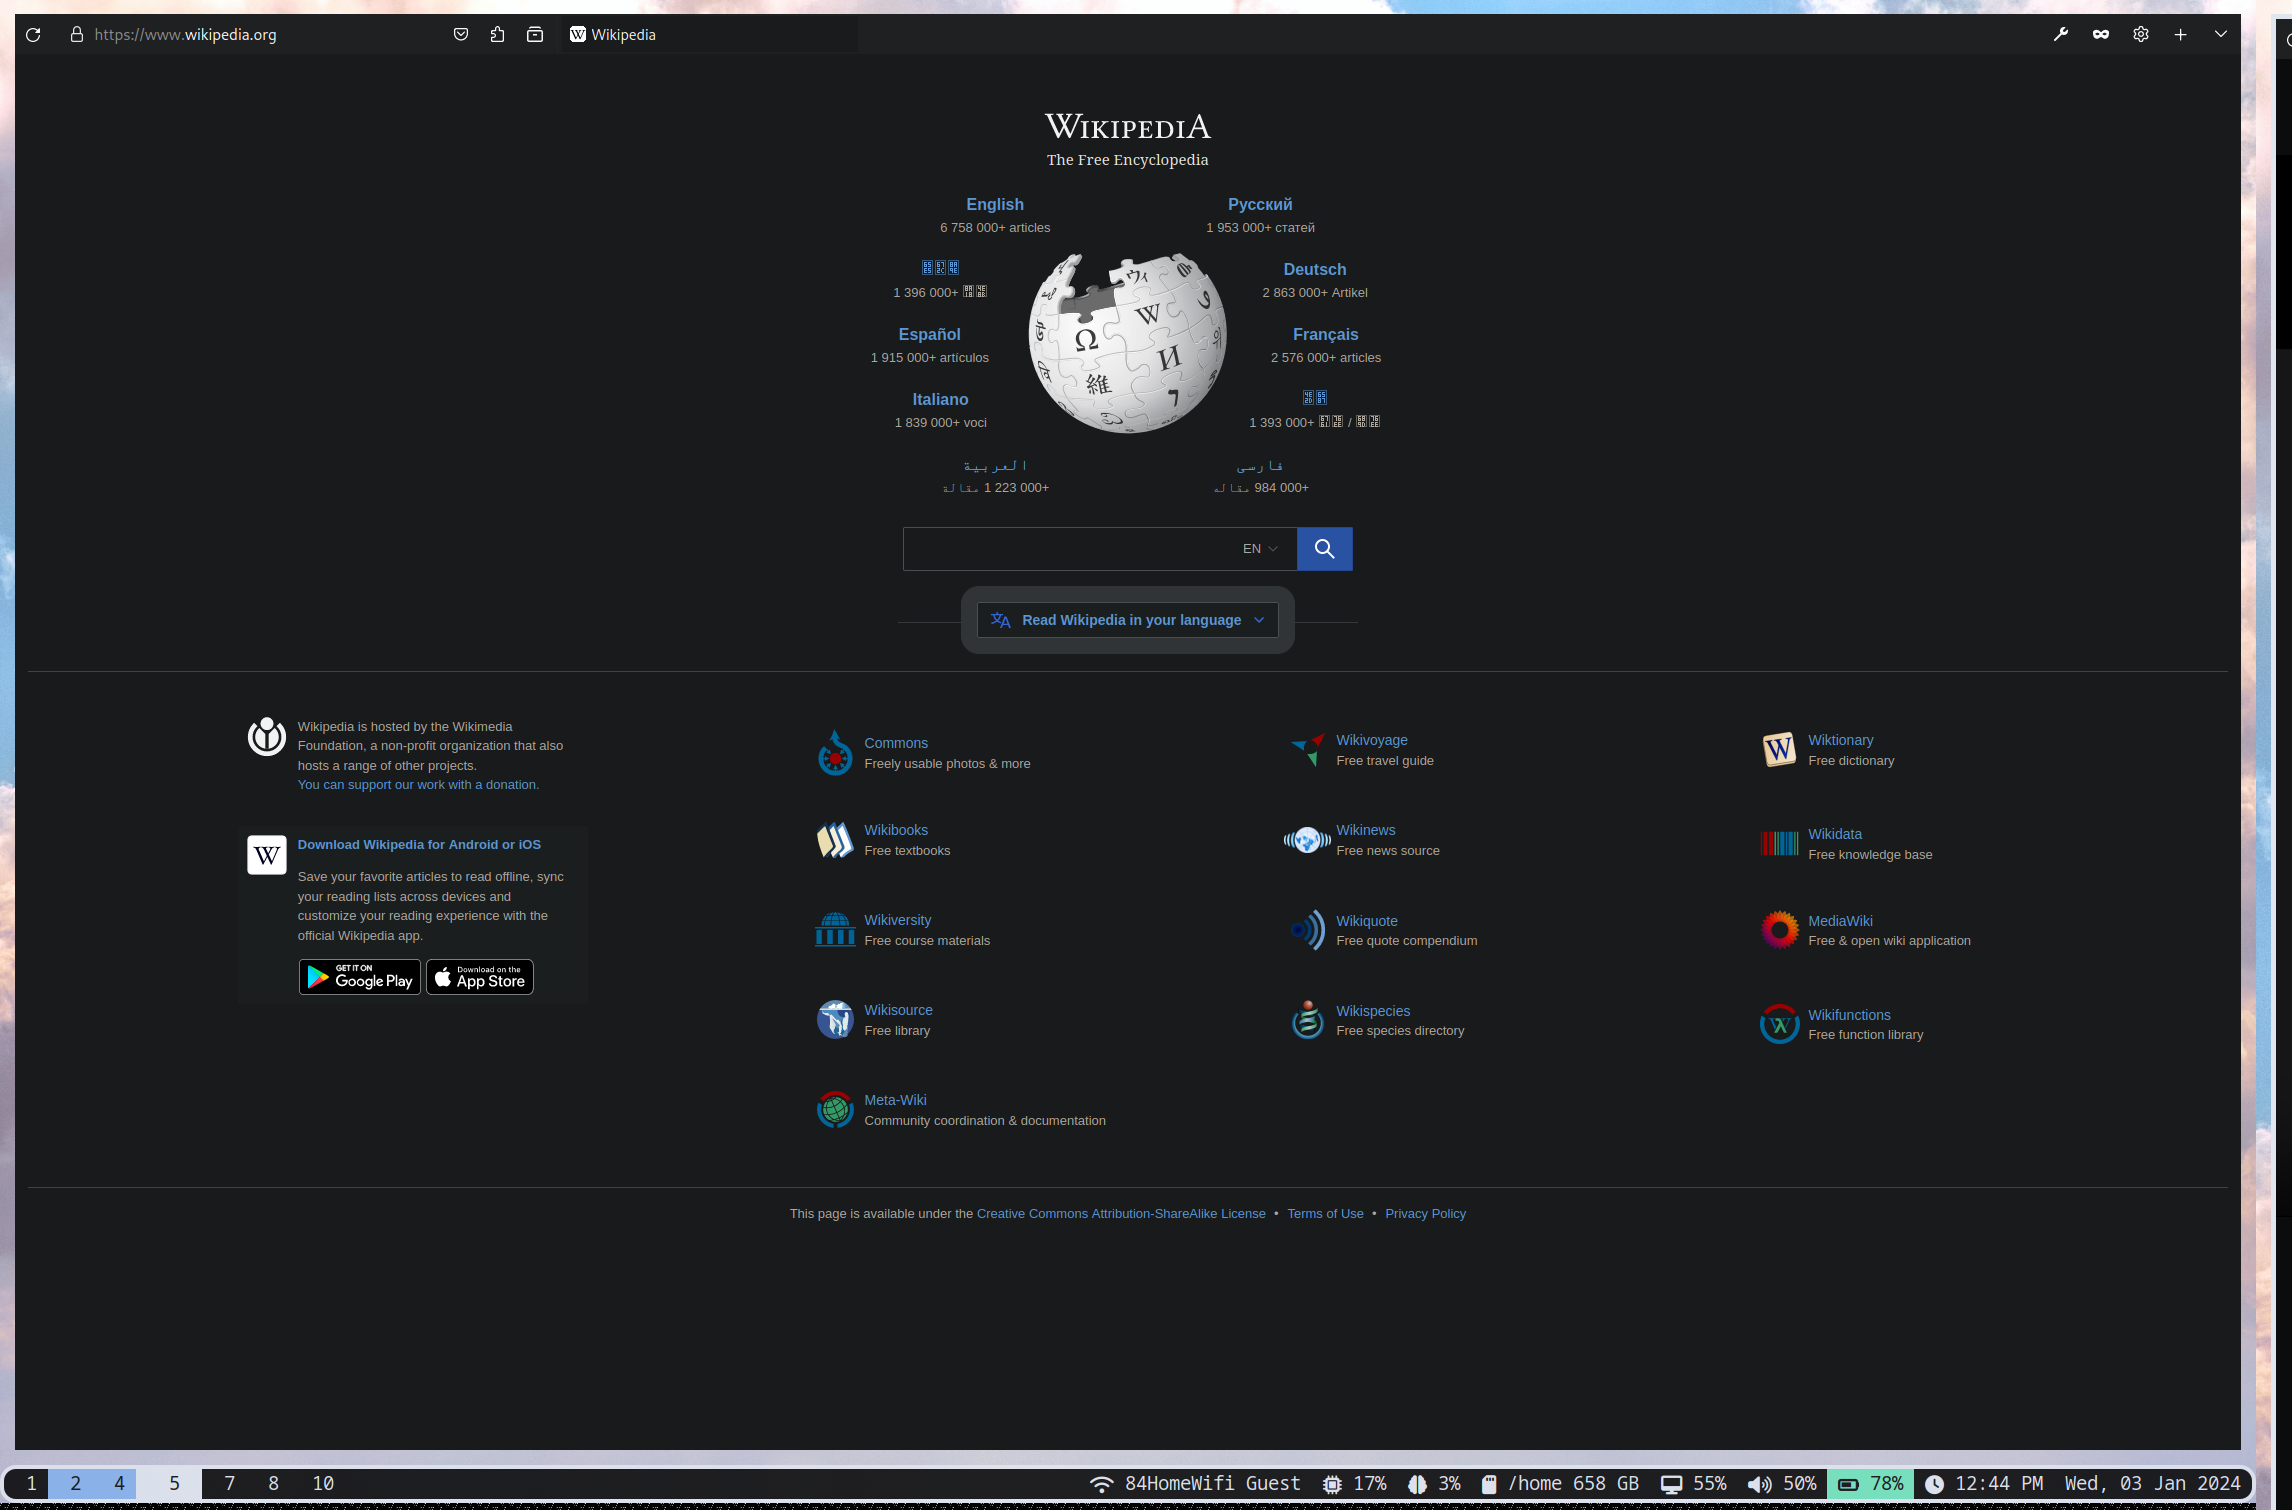 https://www.wikipedia.org
Wikipedia
WIKIPEDIA
The Free Encyclopedia
English
6 758 000+ articles
Русский
1 953 000+ статей
1 396 000+
Deutsch
2 863 000+ Artikel
Español
1 915 000+ artículos
Français
2 576 000+ articles
Italiano
1 839 000+ voci
1 393 000+ /
العربية
1 223 000+ مقالة
فارسی
984 000+ مقاله
EN
Read Wikipedia in your language
Wikipedia is hosted by the Wikimedia
Foundation, a non-profit organization that also
hosts a range of other projects.
You can support our work with a donation.
Download Wikipedia for Android or iOS
Save your favorite articles to read offline, sync
your reading lists across devices and
customize your reading experience with the
official Wikipedia app.
GET IT ON
Google Play
Download on the
App Store
Commons
Freely usable photos & more
Wikivoyage
Free travel guide
Wiktionary
Free dictionary
Wikibooks
Free textbooks
Wikinews
Free news source
Wikidata
Free knowledge base
Wikiversity
Free course materials
Wikiquote
Free quote compendium
MediaWiki
Free & open wiki application
Wikisource
Free library
Wikispecies
Free species directory
Wikifunctions
Free function library
Meta-Wiki
Community coordination & documentation
This page is available under the Creative Commons Attribution-ShareAlike License • Terms of Use • Privacy Policy
1 2 4 5 7 8 10
84HomeWifi Guest 17% 3% /home 658 GB 55% 50% 78% 12:44 PM Wed, 03 Jan 2024